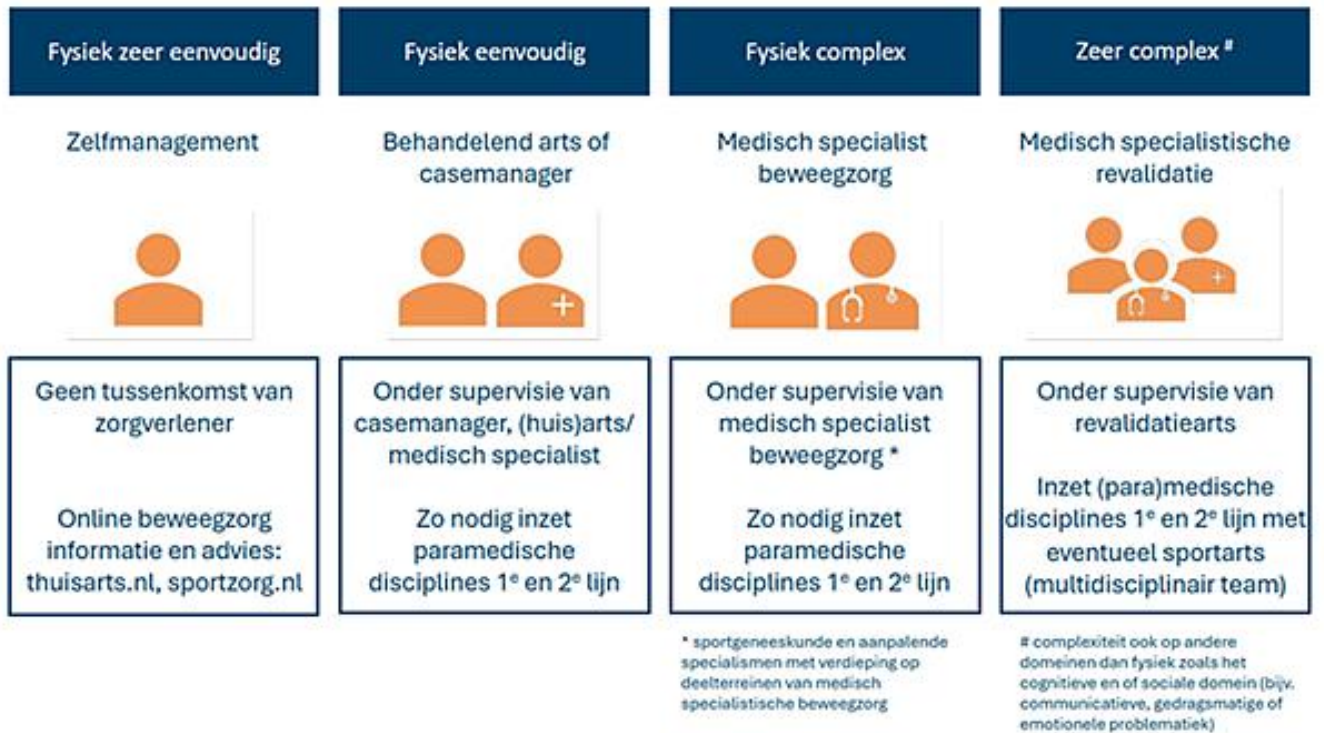 Fysiek zeer eenvoudig
Zelfmanagement
Geen tussenkomst van
zorgverlener
Online beweegzorg
informatie en advies:
thuisarts.nl, sportzorg.nl
Fysiek eenvoudig
Behandelend arts of
casemanager
Onder supervisie van
casemanager, (huis)arts/
medisch specialist
Zo nodig inzet
paramedische
disciplines 1ᵉ en 2ᵉ lijn
Fysiek complex
Medisch specialist
beweegzorg
Onder supervisie van
medisch specialist
beweegzorg *
Zo nodig inzet
paramedische
disciplines 1ᵉ en 2ᵉ lijn
* sportgeneeskunde en aanpalende
specialismen met verdieping op
deelterreinen van medisch
specialistische beweegzorg
Zeer complex #
Medisch specialistische
revalidatie
Onder supervisie van
revalidatiearts
Inzet (para)medische
disciplines 1ᵉ en 2ᵉ lijn met
eventueel sportarts
(multidisciplinair team)
# complexiteit ook op andere
domeinen dan fysiek zoals het
cognitieve en of sociale domein (bijv.
communicatieve, gedragsmatige of
emotionele problematiek)